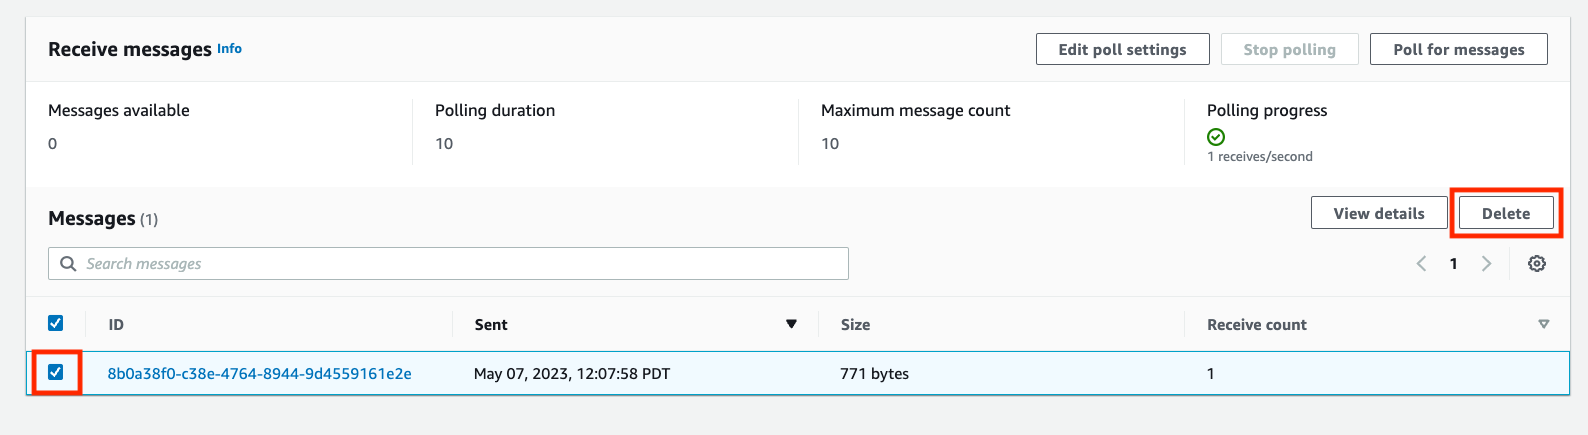 Receive messages Info
Edit poll settings Stop polling Poll for messages
Messages available Polling duration Maximum message count Polling progress
0 10 10
1 receives/second
Messages (1)
View details Delete
Search messages
1
ID Sent Size Receive count
8b0a38f0-c38e-4764-8944-9d4559161e2e May 07, 2023, 12:07:58 PDT 771 bytes 1